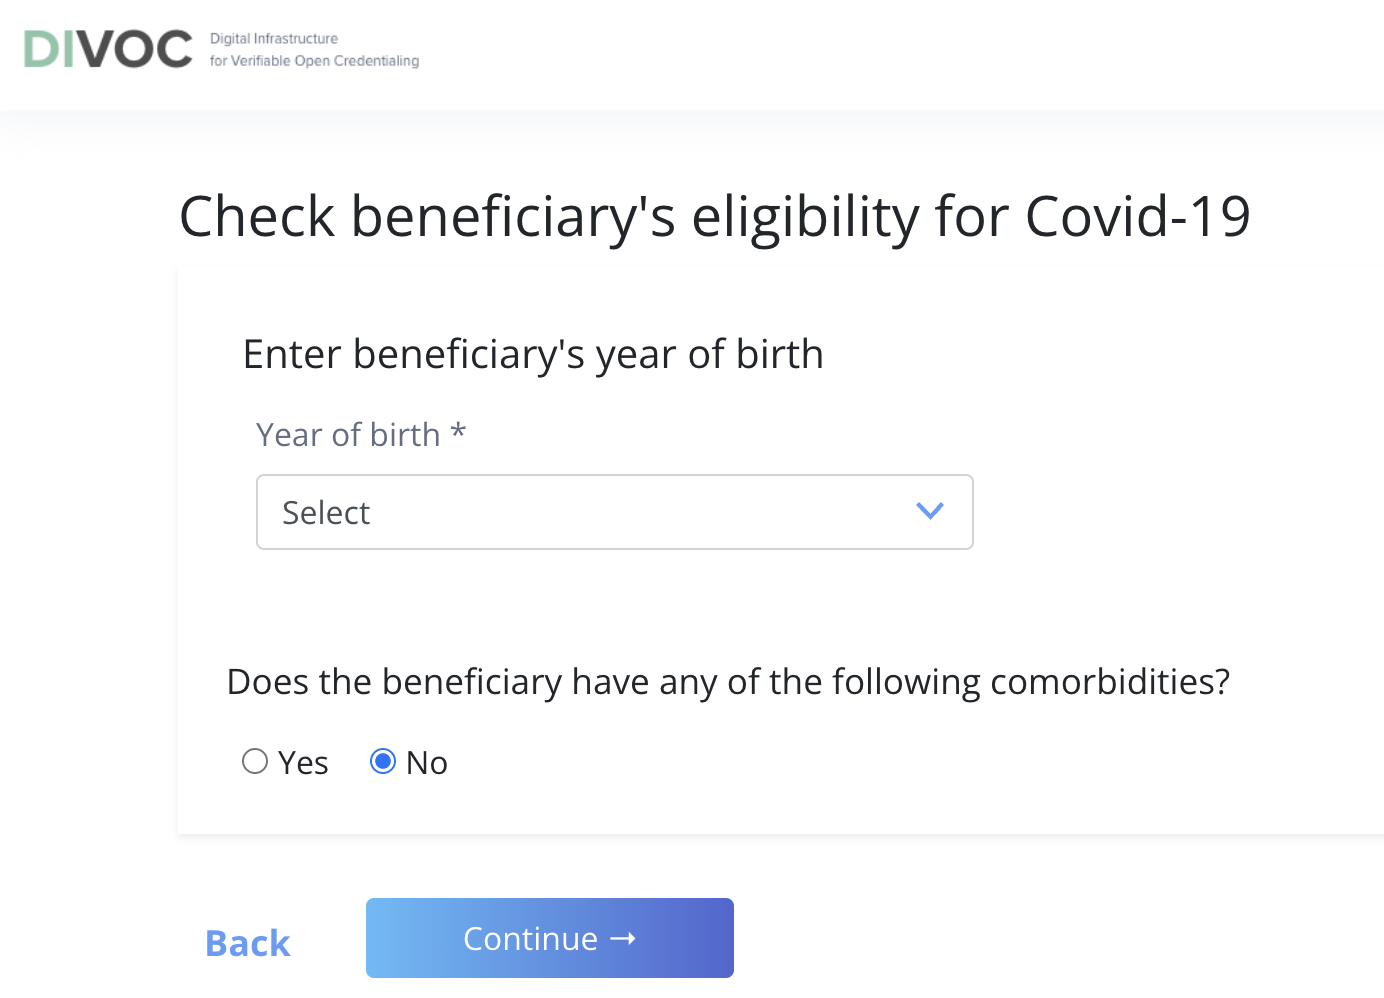 DIVOC
Digital Infrastructure
for Verifiable Open Credentialing
Check beneficiary's eligibility for Covid-19
Enter beneficiary's year of birth
Year of birth *
Select
Does the beneficiary have any of the following comorbidities?
Yes No
Back Continue →